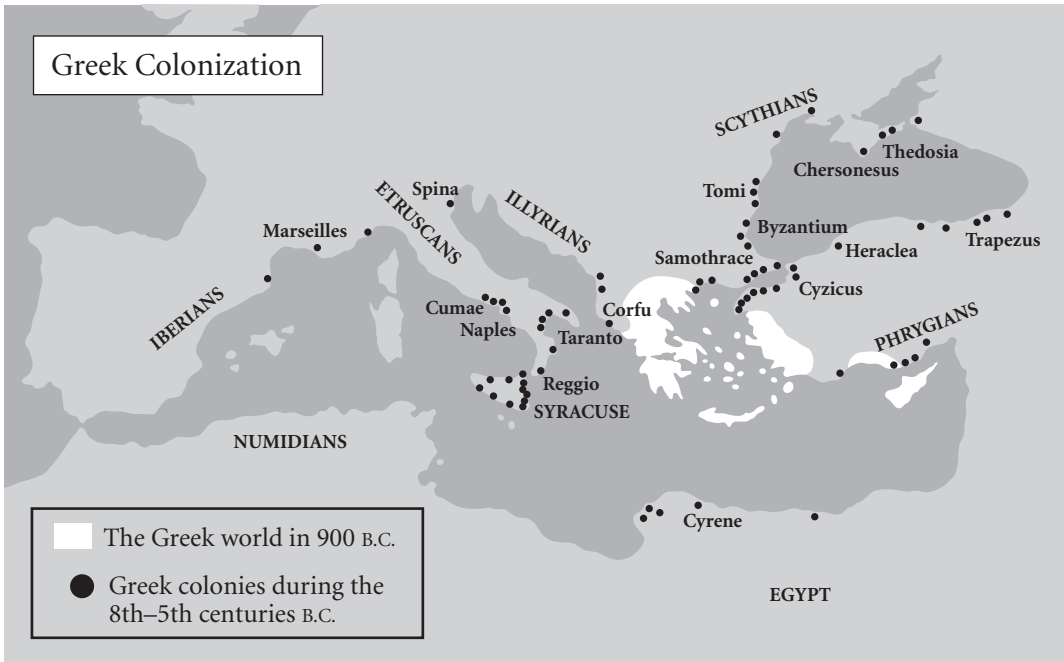 Greek Colonization
SCYTHIANS
Thedosia
Chersonesus
Spina
ETRUSCANS
ILLYRIANS
Tomi
Marseilles
Byzantium
Trapezus
Heraclea
Samothrace
Cyzicus
IBERIANS
Cumae
Naples
Corfu
Taranto
PHRYGIANS
Reggio
SYRACUSE
NUMIDIANS
Cyrene
EGYPT
The Greek world in 900 B.C.
Greek colonies during the
8th–5th centuries B.C.